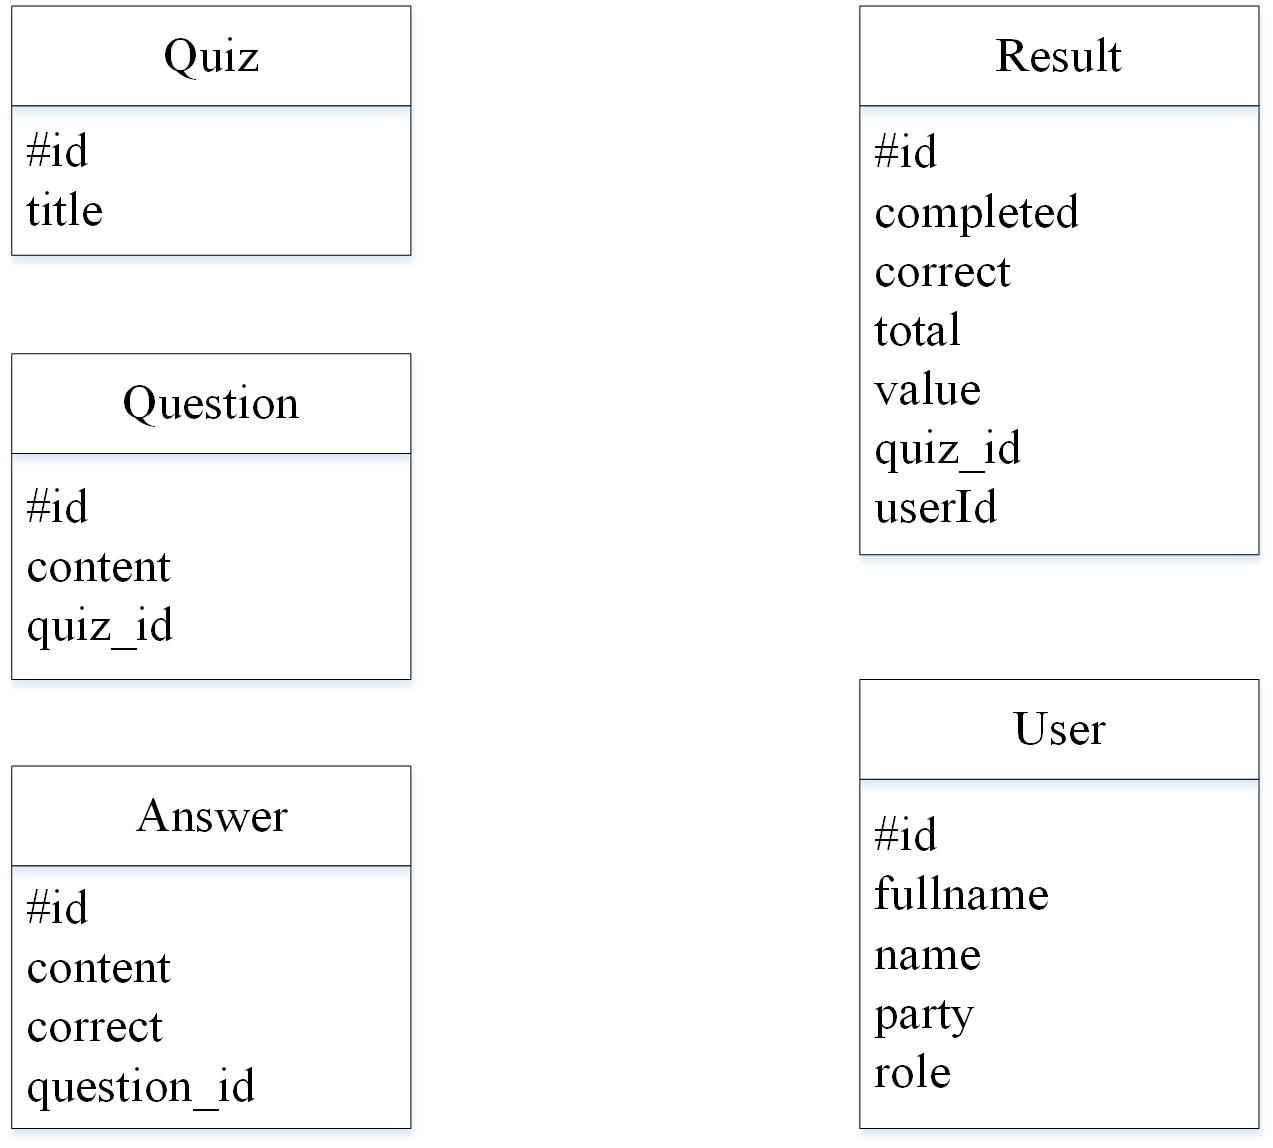 Quiz
#id
title
Question
#id
content
quiz_id
Answer
#id
content
correct
question_id
Result
#id
completed
correct
total
value
quiz_id
userId
User
#id
fullname
name
party
role